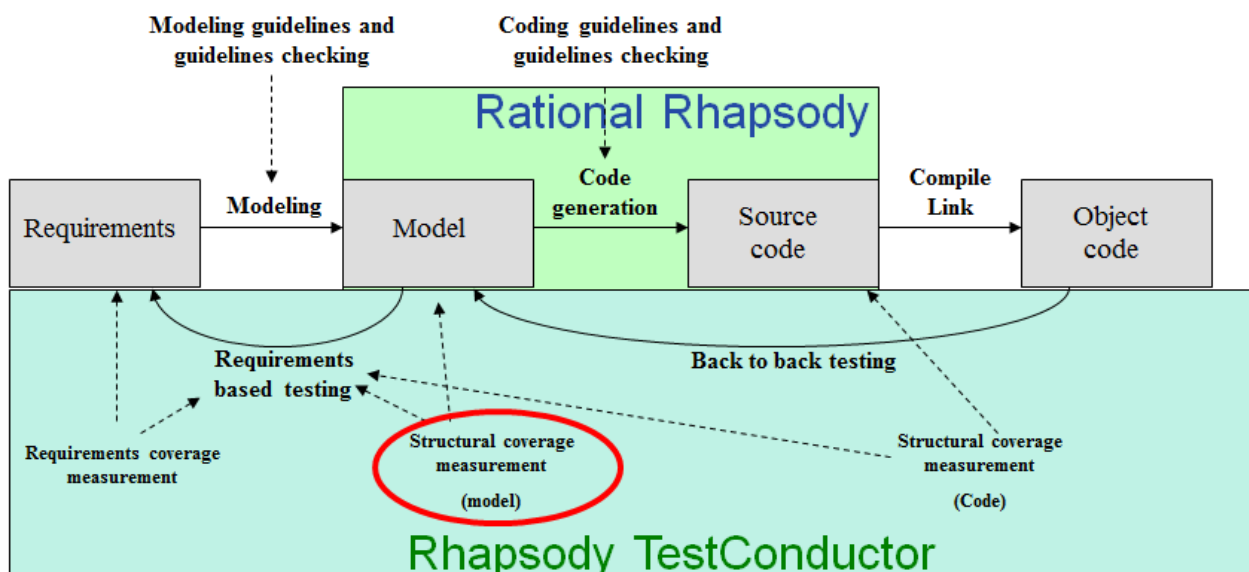 Modeling guidelines and
guidelines checking
Coding guidelines and
guidelines checking
Rational Rhapsody
Requirements
Modeling
Model
Code
generation
Source
code
Compile
Link
Object
code
Requirements
based testing
Back to back testing
Requirements coverage
measurement
Structural coverage
measurement
(model)
Structural coverage
measurement
(Code)
Rhapsody TestConductor